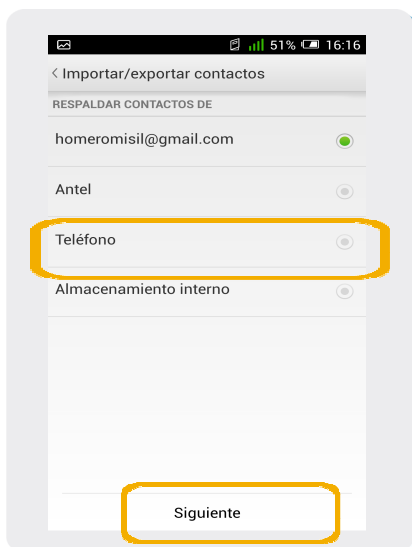 51% 16:16
< Importar/exportar contactos
RESPALDAR CONTACTOS DE
homeromisil@gmail.com
Antel
Teléfono
Almacenamiento interno
Siguiente